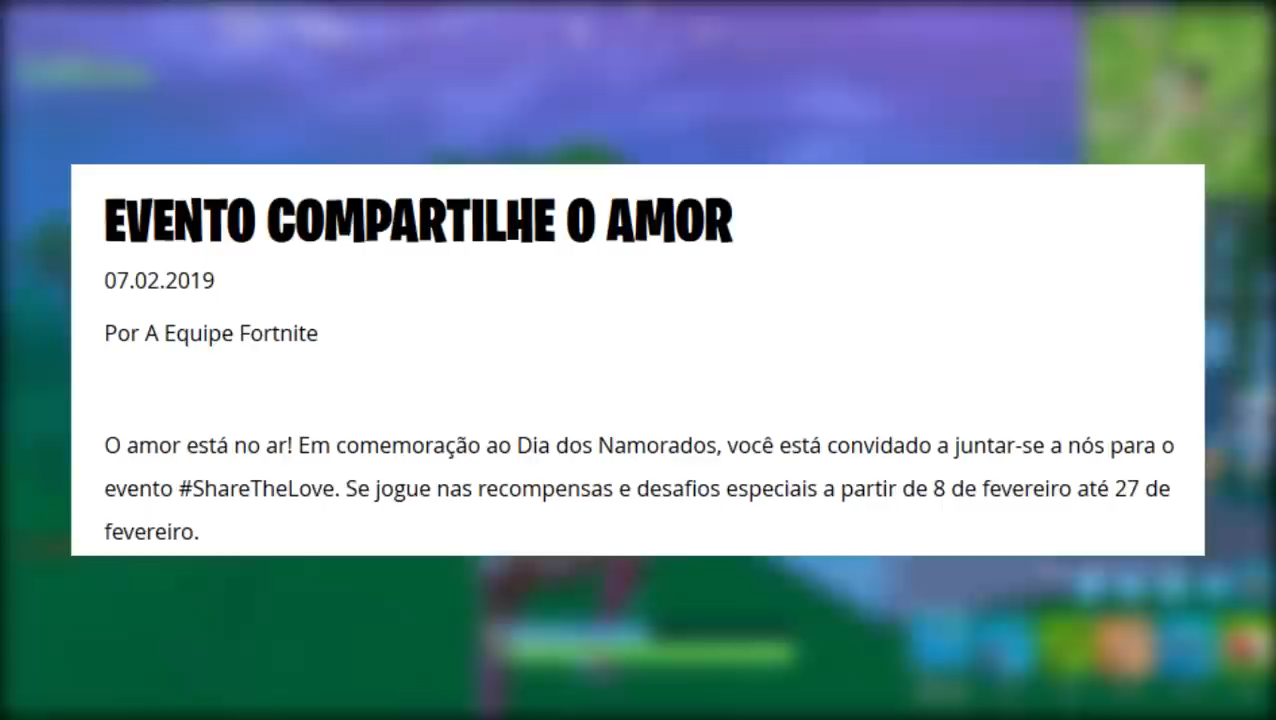 EVENTO COMPARTILHE O AMOR
07.02.2019
Por A Equipe Fortnite
O amor está no ar! Em comemoração ao Dia dos Namorados, você está convidado a juntar-se a nós para o
evento #ShareTheLove. Se jogue nas recompensas e desafios especiais a partir de 8 de fevereiro até 27 de
fevereiro.